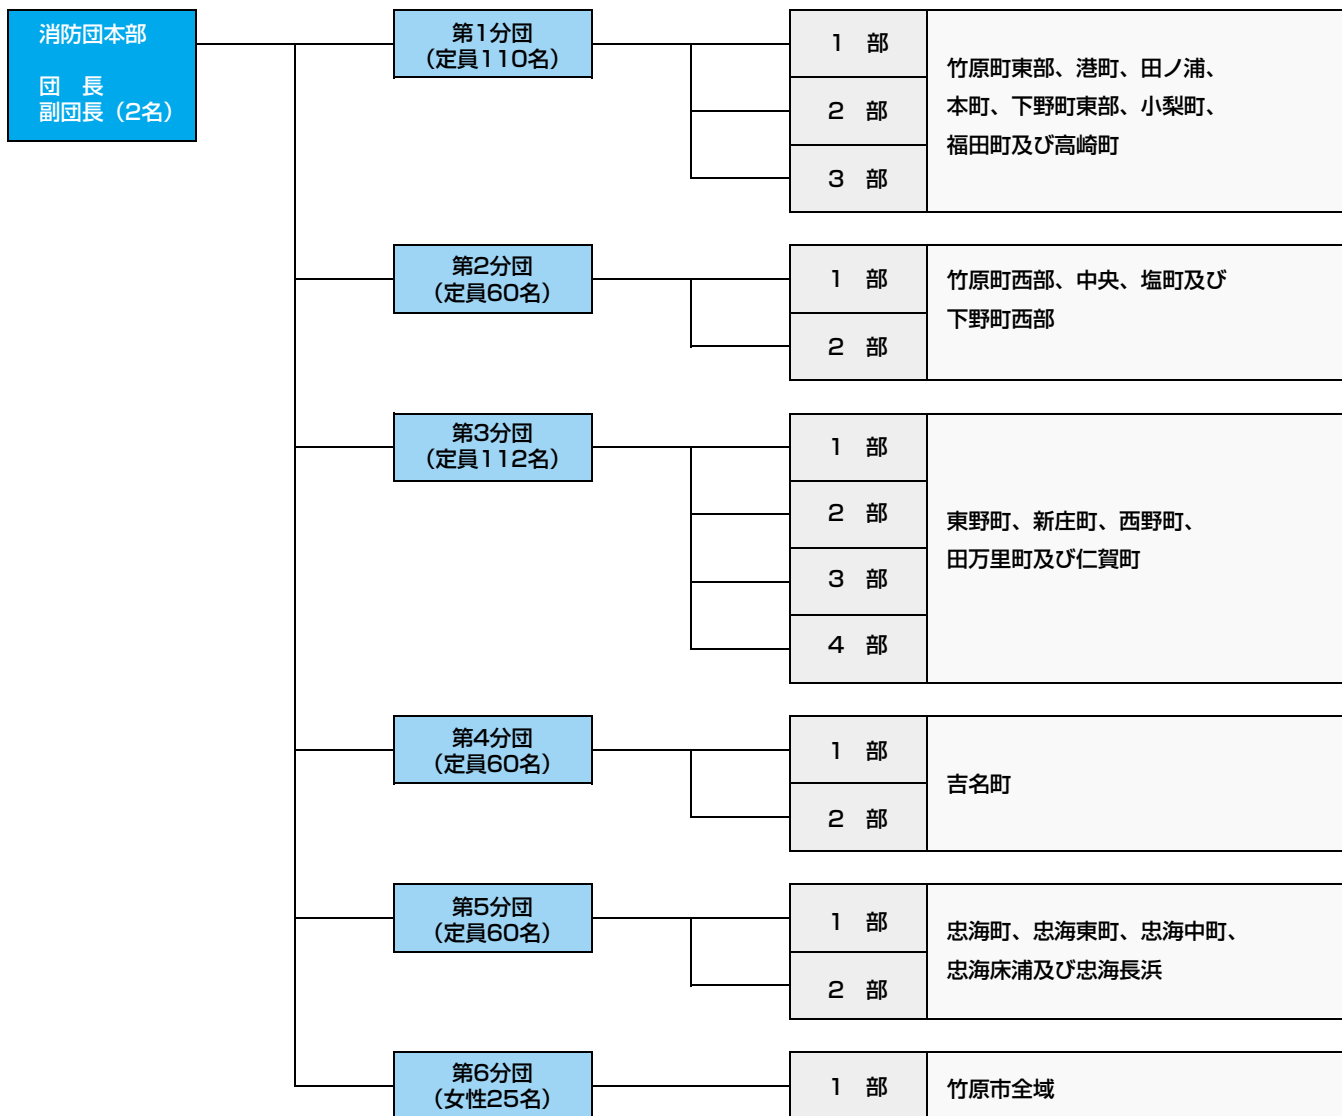 消防団本部
団　長
副団長（2名）
第1分団
（定員110名）
1　部
2　部
3　部
竹原町東部、港町、田ノ浦、
本町、下野町東部、小梨町、
福田町及び高崎町
第2分団
（定員60名）
1　部
2　部
竹原町西部、中央、塩町及び
下野町西部
第3分団
（定員112名）
1　部
2　部
3　部
4　部
東野町、新庄町、西野町、
田万里町及び仁賀町
第4分団
（定員60名）
1　部
2　部
吉名町
第5分団
（定員60名）
1　部
2　部
忠海町、忠海東町、忠海中町、
忠海床浦及び忠海長浜
第6分団
（女性25名）
1　部
竹原市全域